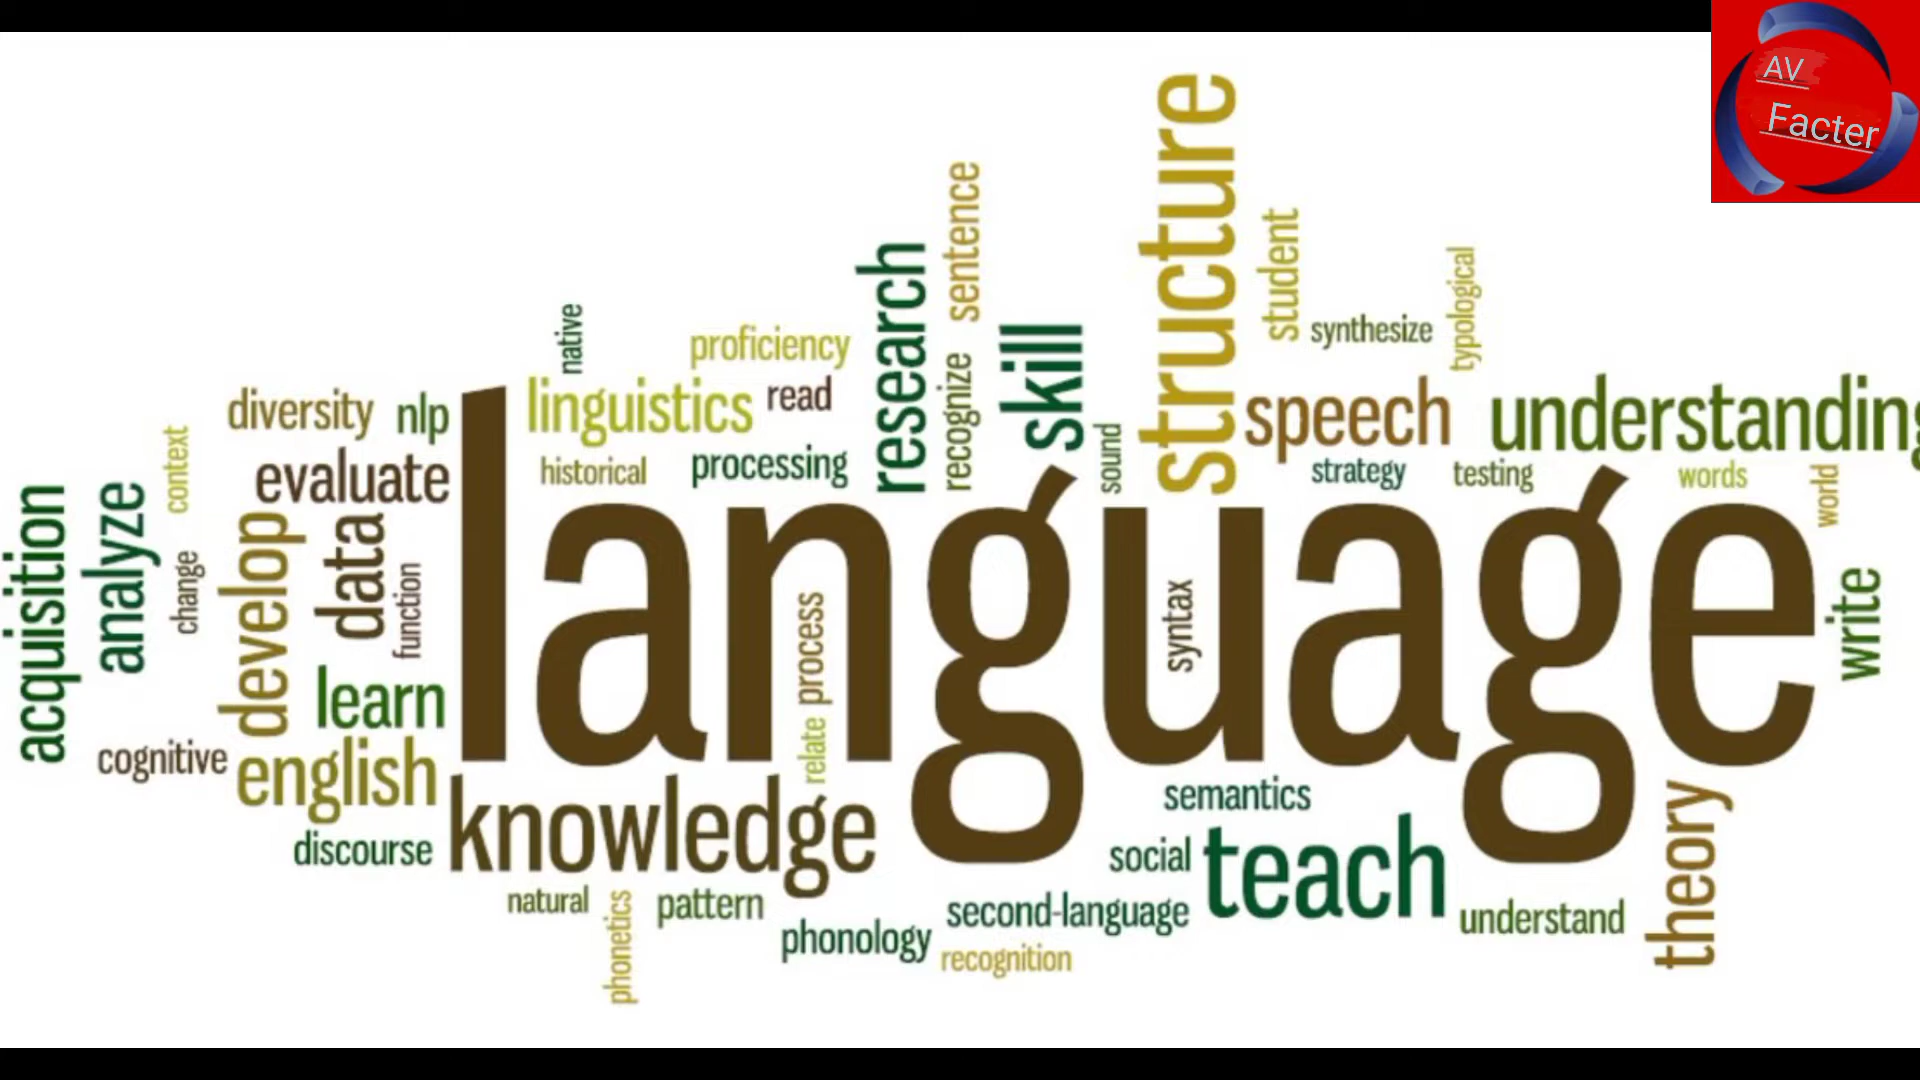 AV
Facter
structure
sentence
student
research
typological
native
proficiency
synthesize
skill
recognize
diversity
nlp
linguistics
read
speech
understanding
context
evaluate
historical
processing
sound
strategy
testing
words
world
acquisition
analyze
change
develop
data
function
language
process
syntax
write
learn
relate
cognitive
english
knowledge
semantics
theory
discourse
social
teach
natural
phonetics
pattern
phonology
second-language
recognition
understand